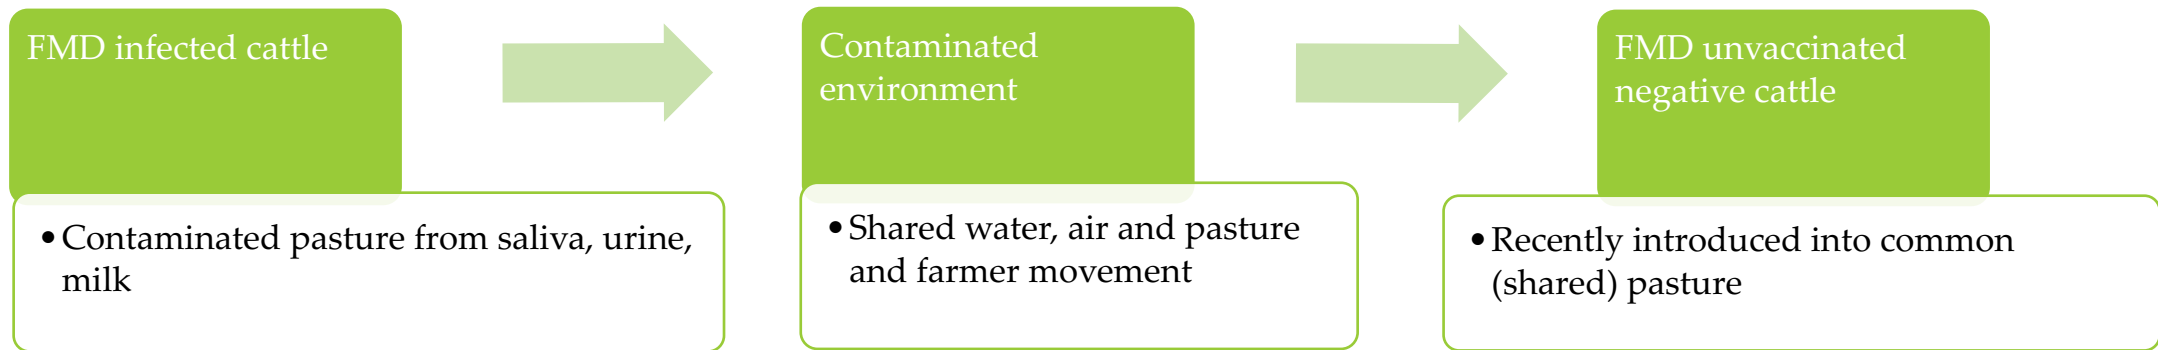 FMD infected cattle
•Contaminated pasture from saliva, urine,
milk
Contaminated
environment
•Shared water, air and pasture
and farmer movement
FMD unvaccinated
negative cattle
•Recently introduced into common
(shared) pasture